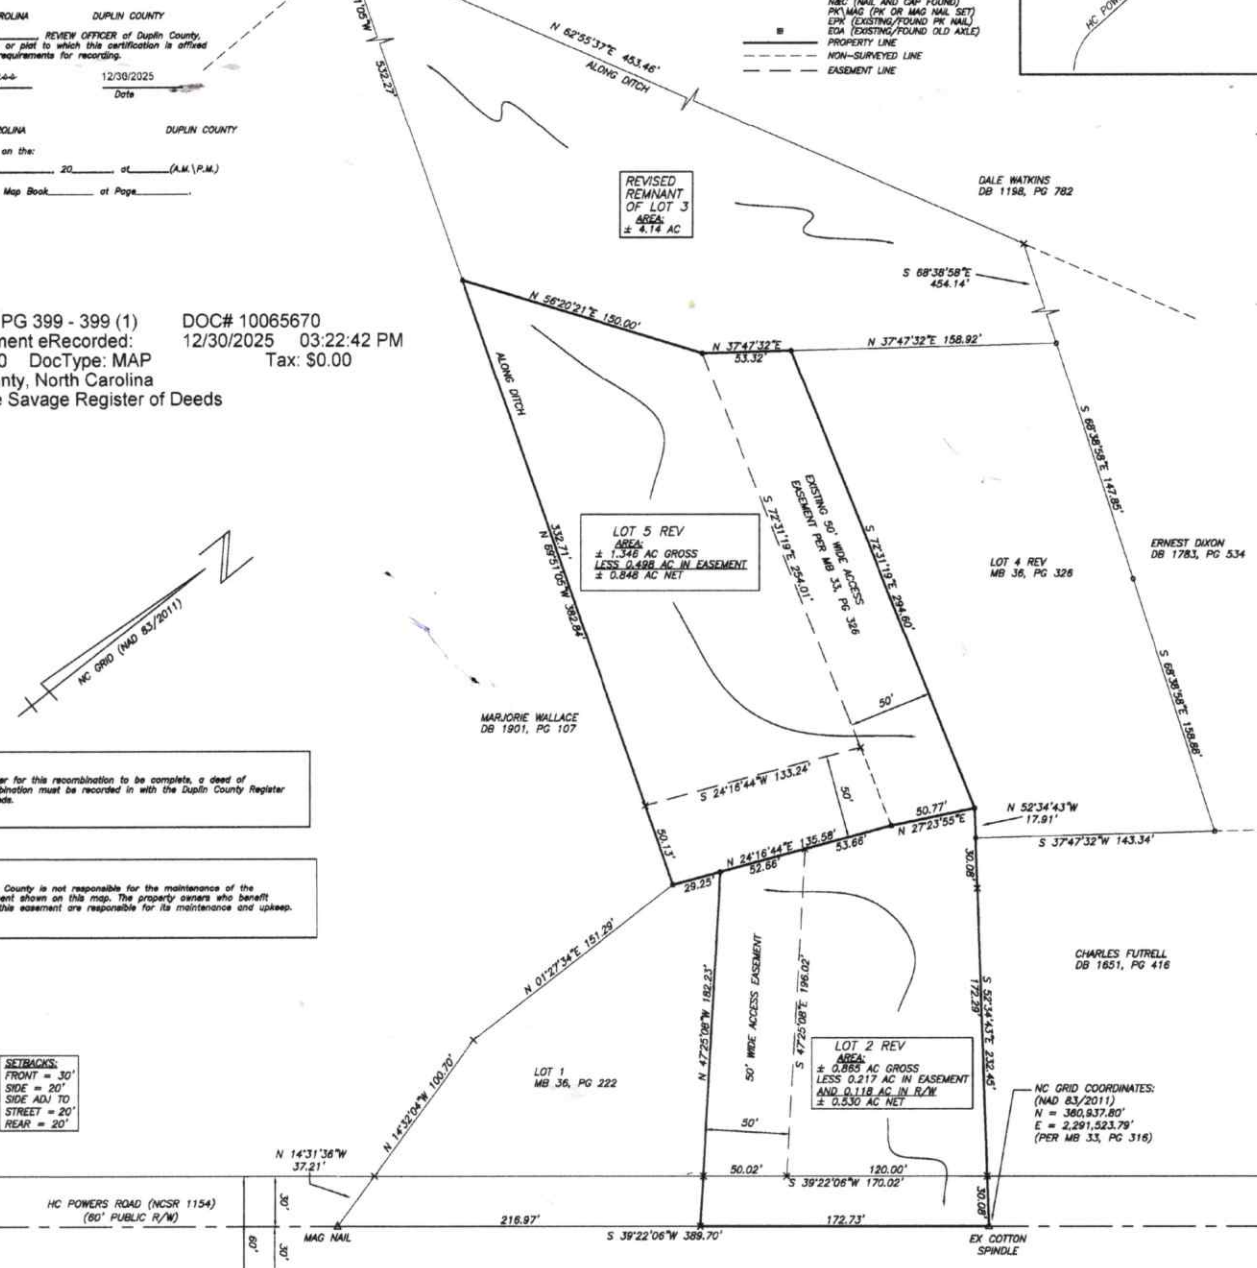 ROLINA DUPLIN COUNTY
REVIEW OFFICER of Duplin County,
or plat to which this certification is affixed
requirements for recording.
12/30/2025
Date
ROLINA DUPLIN COUNTY
on the:
, 20 , at (A.M.\P.M.)
Map Book at Page .
N&C (NAIL AND CAP FOUND)
PK\MAG (PK OR MAG NAIL SET)
EPK (EXISTING/FOUND PK NAIL)
EOA (EXISTING/FOUND OLD AXLE)
PROPERTY LINE
NON-SURVEYED LINE
EASEMENT LINE
HC POW
1'05"W
532.27'
N 62'55'37"E 453.46'
ALONG DITCH
REVISED
REMNANT
OF LOT 3
AREA:
± 4.14 AC
DALE WATKINS
DB 1198, PG 782
S 68'38'58"E
454.14'
PG 399 - 399 (1) DOC# 10065670
ment eRecorded: 12/30/2025 03:22:42 PM
0 DocType: MAP Tax: $0.00
nty, North Carolina
e Savage Register of Deeds
N 56'20'21"E 150.00'
N 37'47'32"E
53.32'
N 37'47'32"E 158.92'
ALONG DITCH
S 68'38'58"E 147.85'
EXISTING 50' WIDE ACCESS
EASEMENT PER MB 33, PG 326
S 72'31'19"E 254.01'
S 72'31'19"E 294.60'
LOT 5 REV
AREA:
± 1.346 AC GROSS
LESS 0.498 AC IN EASEMENT
± 0.848 AC NET
332.71'
N 69'51'05"W 382.84'
LOT 4 REV
MB 36, PG 326
ERNEST DIXON
DB 1783, PG 534
NC GRID (NAD 83/2011)
S 68'38'58"E 158.88'
MARJORIE WALLACE
DB 1901, PG 107
50'
S 24'16'44"W 133.24'
50'
er for this recombination to be complete, a deed of
bination must be recorded in with the Duplin County Register
eds.
50.77'
N 27'23'55"E
N 52'34'43"W
17.91'
S 37'47'32"W 143.34'
50.13'
N 24'16'44"E 135.58'
53.66'
52.66'
29.25'
30.08'
County is not responsible for the maintenance of the
ment shown on this map. The property owners who benefit
this easement are responsible for its maintenance and upkeep.
N 01'27'34"E 151.29'
N 47'25'08"W 182.23'
50' WIDE ACCESS EASEMENT
S 47'25'08"E 196.02'
CHARLES FUTRELL
DB 1651, PG 416
S 52'34'43"E 232.45'
172.29'
LOT 2 REV
AREA:
± 0.865 AC GROSS
LESS 0.217 AC IN EASEMENT
AND 0.118 AC IN R/W
± 0.530 AC NET
SETBACKS:
FRONT = 30'
SIDE = 20'
SIDE ADJ TO
STREET = 20'
REAR = 20'
LOT 1
MB 36, PG 222
N 14'32'04"W 100.70'
NC GRID COORDINATES:
(NAD 83/2011)
N = 360,937.80'
E = 2,291,523.79'
(PER MB 33, PG 316)
50'
N 14'31'36"W
37.21'
50.02'
120.00'
S 39'22'06"W 170.02'
HC POWERS ROAD (NCSR 1154)
(60' PUBLIC R/W)
30'
60'
30'
30.08'
MAG NAIL
216.97'
172.73'
S 39'22'06"W 389.70'
EX COTTON
SPINDLE